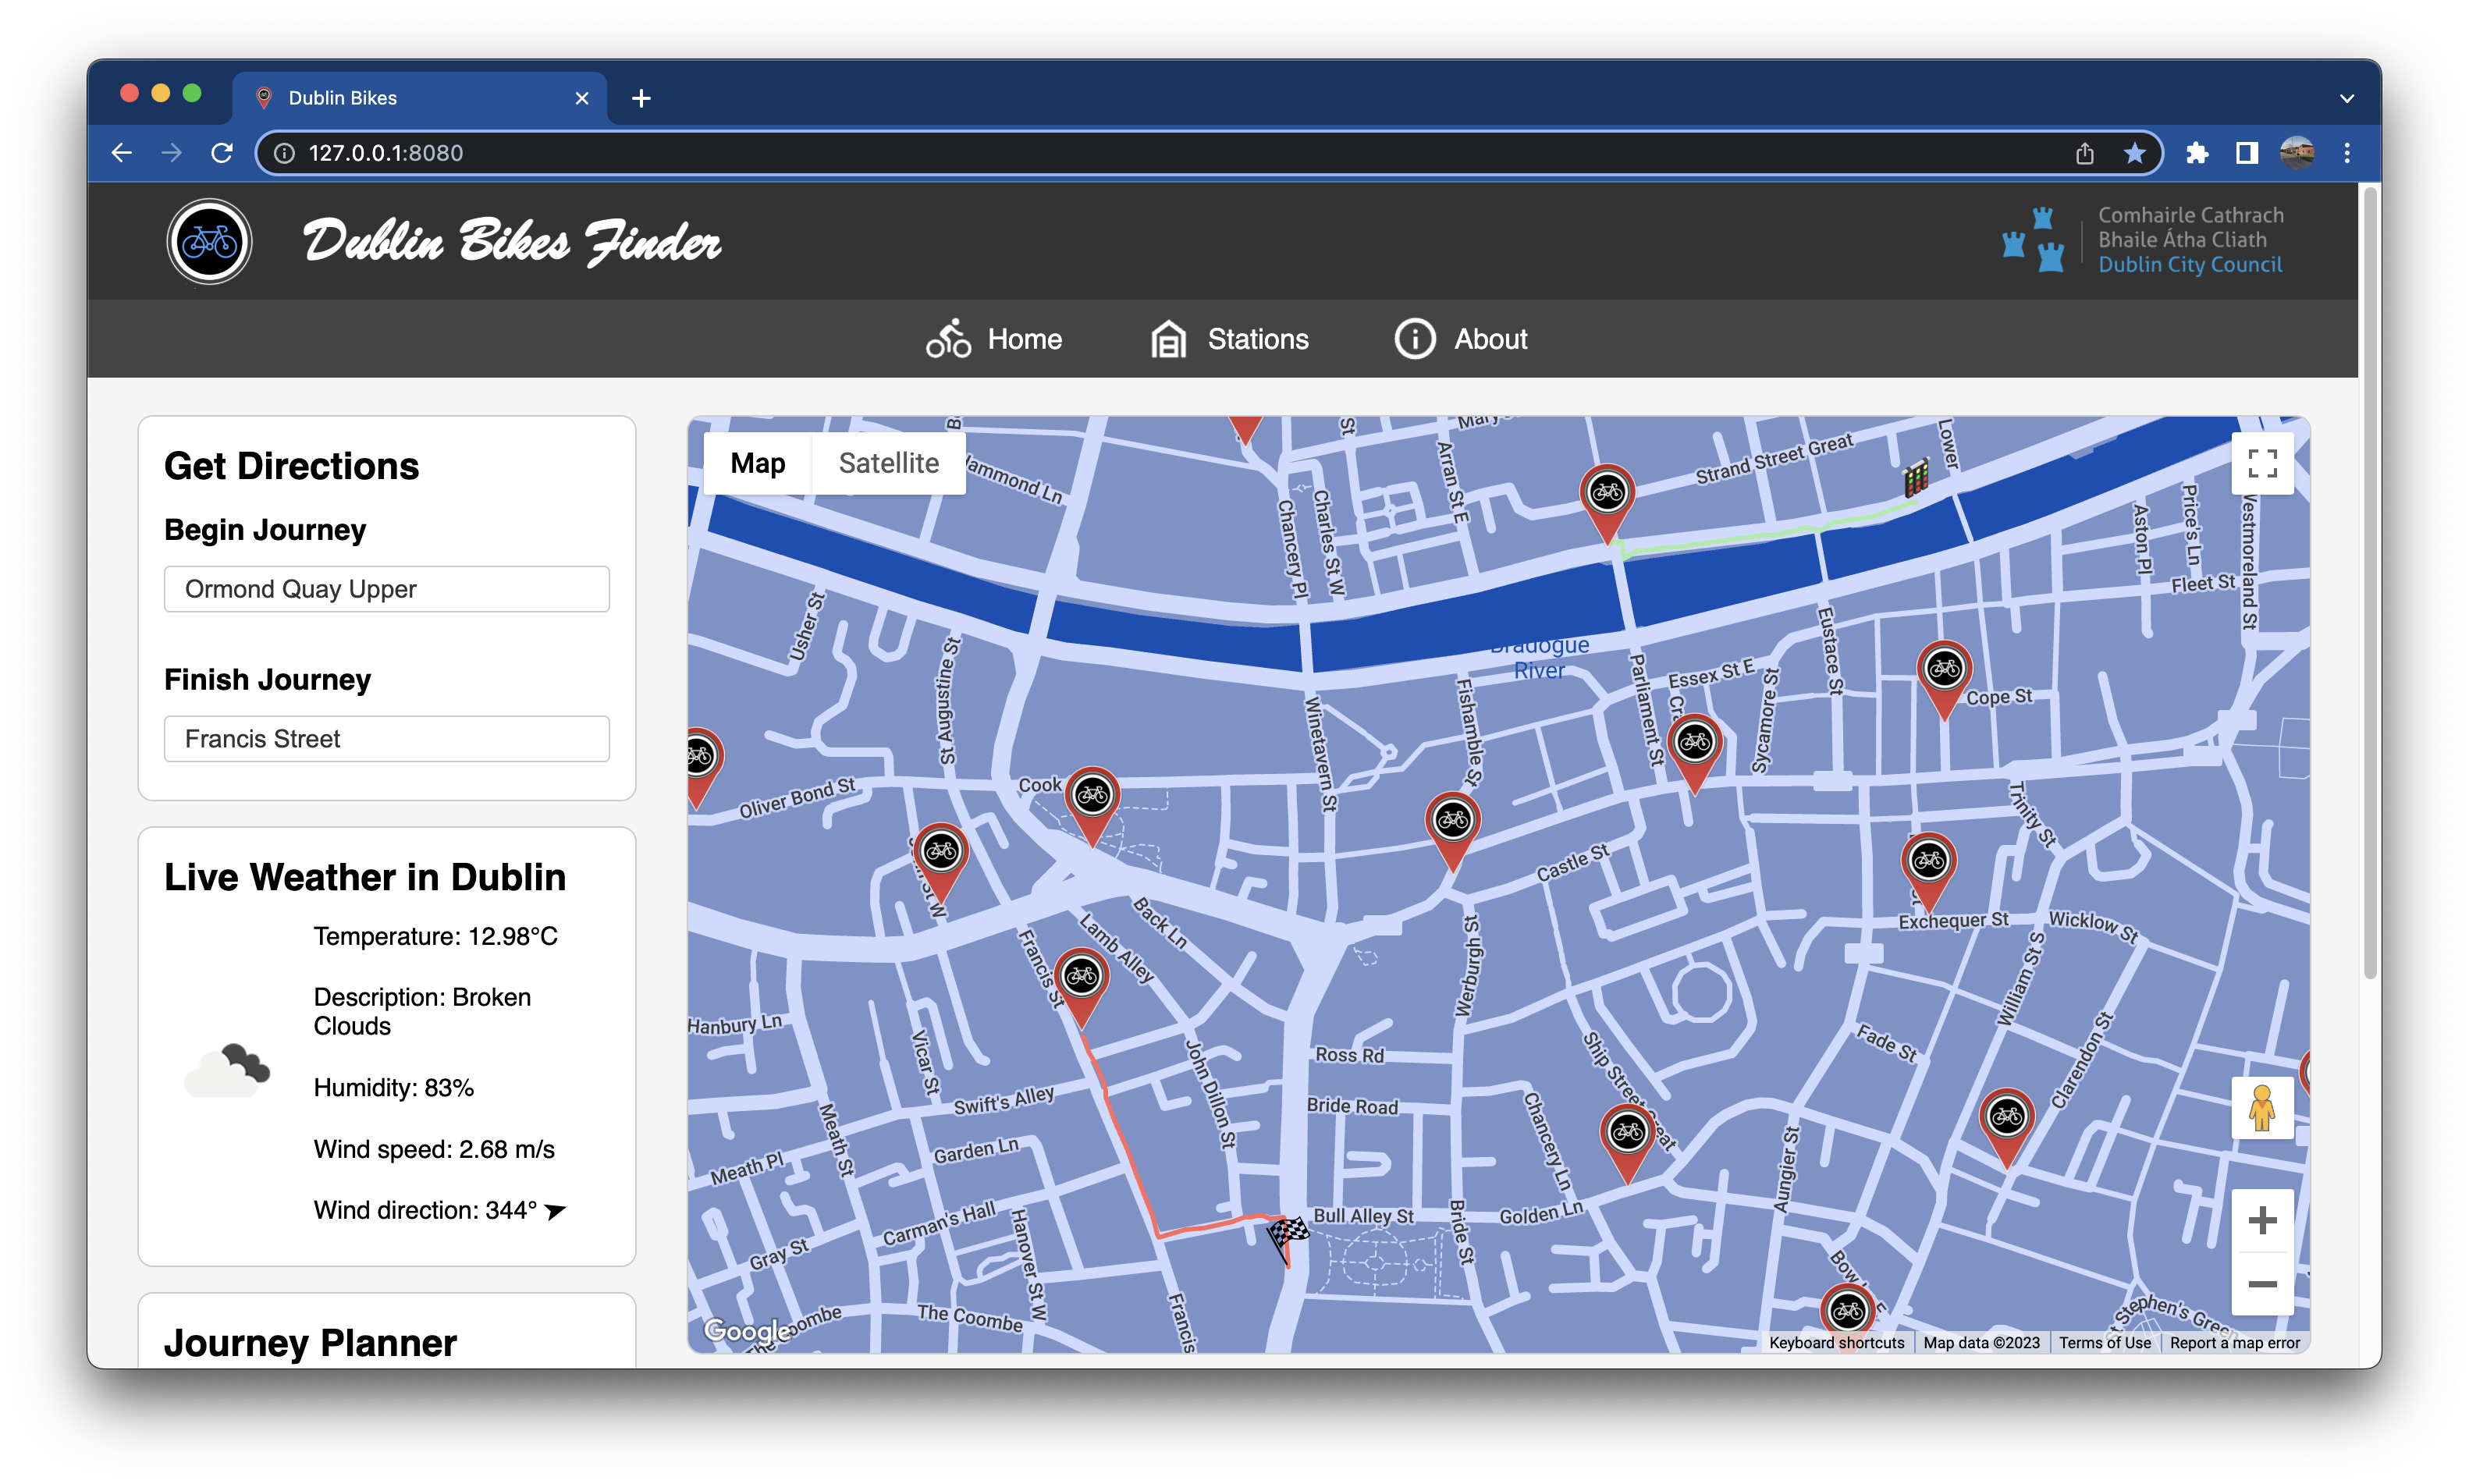 Dublin Bikes
127.0.0.1:8080
Dublin Bikes Finder
Comhairle Cathrach
Bhaile Átha Cliath
Dublin City Council
Home
Stations
About
Get Directions
Begin Journey
Ormond Quay Upper
Finish Journey
Francis Street
Live Weather in Dublin
Temperature: 12.98°C
Description: Broken
Clouds
Humidity: 83%
Wind speed: 2.68 m/s
Wind direction: 344°
Journey Planner
Map
Satellite
Hammond Ln
St
Arran St E
Strand Street Great
Lower
Chancery Pl
Charles St W
Price's Ln
Aston Pl
Westmoreland St
Fleet St
Usher St
St Augustine St
Bradogue
River
Eustace St
Essex St E
Parliament St
Sycamore St
Fishamble St
Winetavern St
Cope St
Cook
Oliver Bond St
Trinity St
Castle St
Back Ln
Lamb Alley
Francis St
Werburgh St
Exchequer St
Wicklow St
William St S
Clarendon St
Fade St
Hanbury Ln
Vicar St
John Dillon St
Ross Rd
Ship Street Great
Swift's Alley
Bride Road
Chancery Ln
Meath St
Meath Pl
Garden Ln
Carman's Hall
Hanover St W
Gray St
Bull Alley St
Bride St
Golden Ln
Aungier St
The Coombe
Francis
St Stephen's Green
Google
Keyboard shortcuts
Map data ©2023
Terms of Use
Report a map error